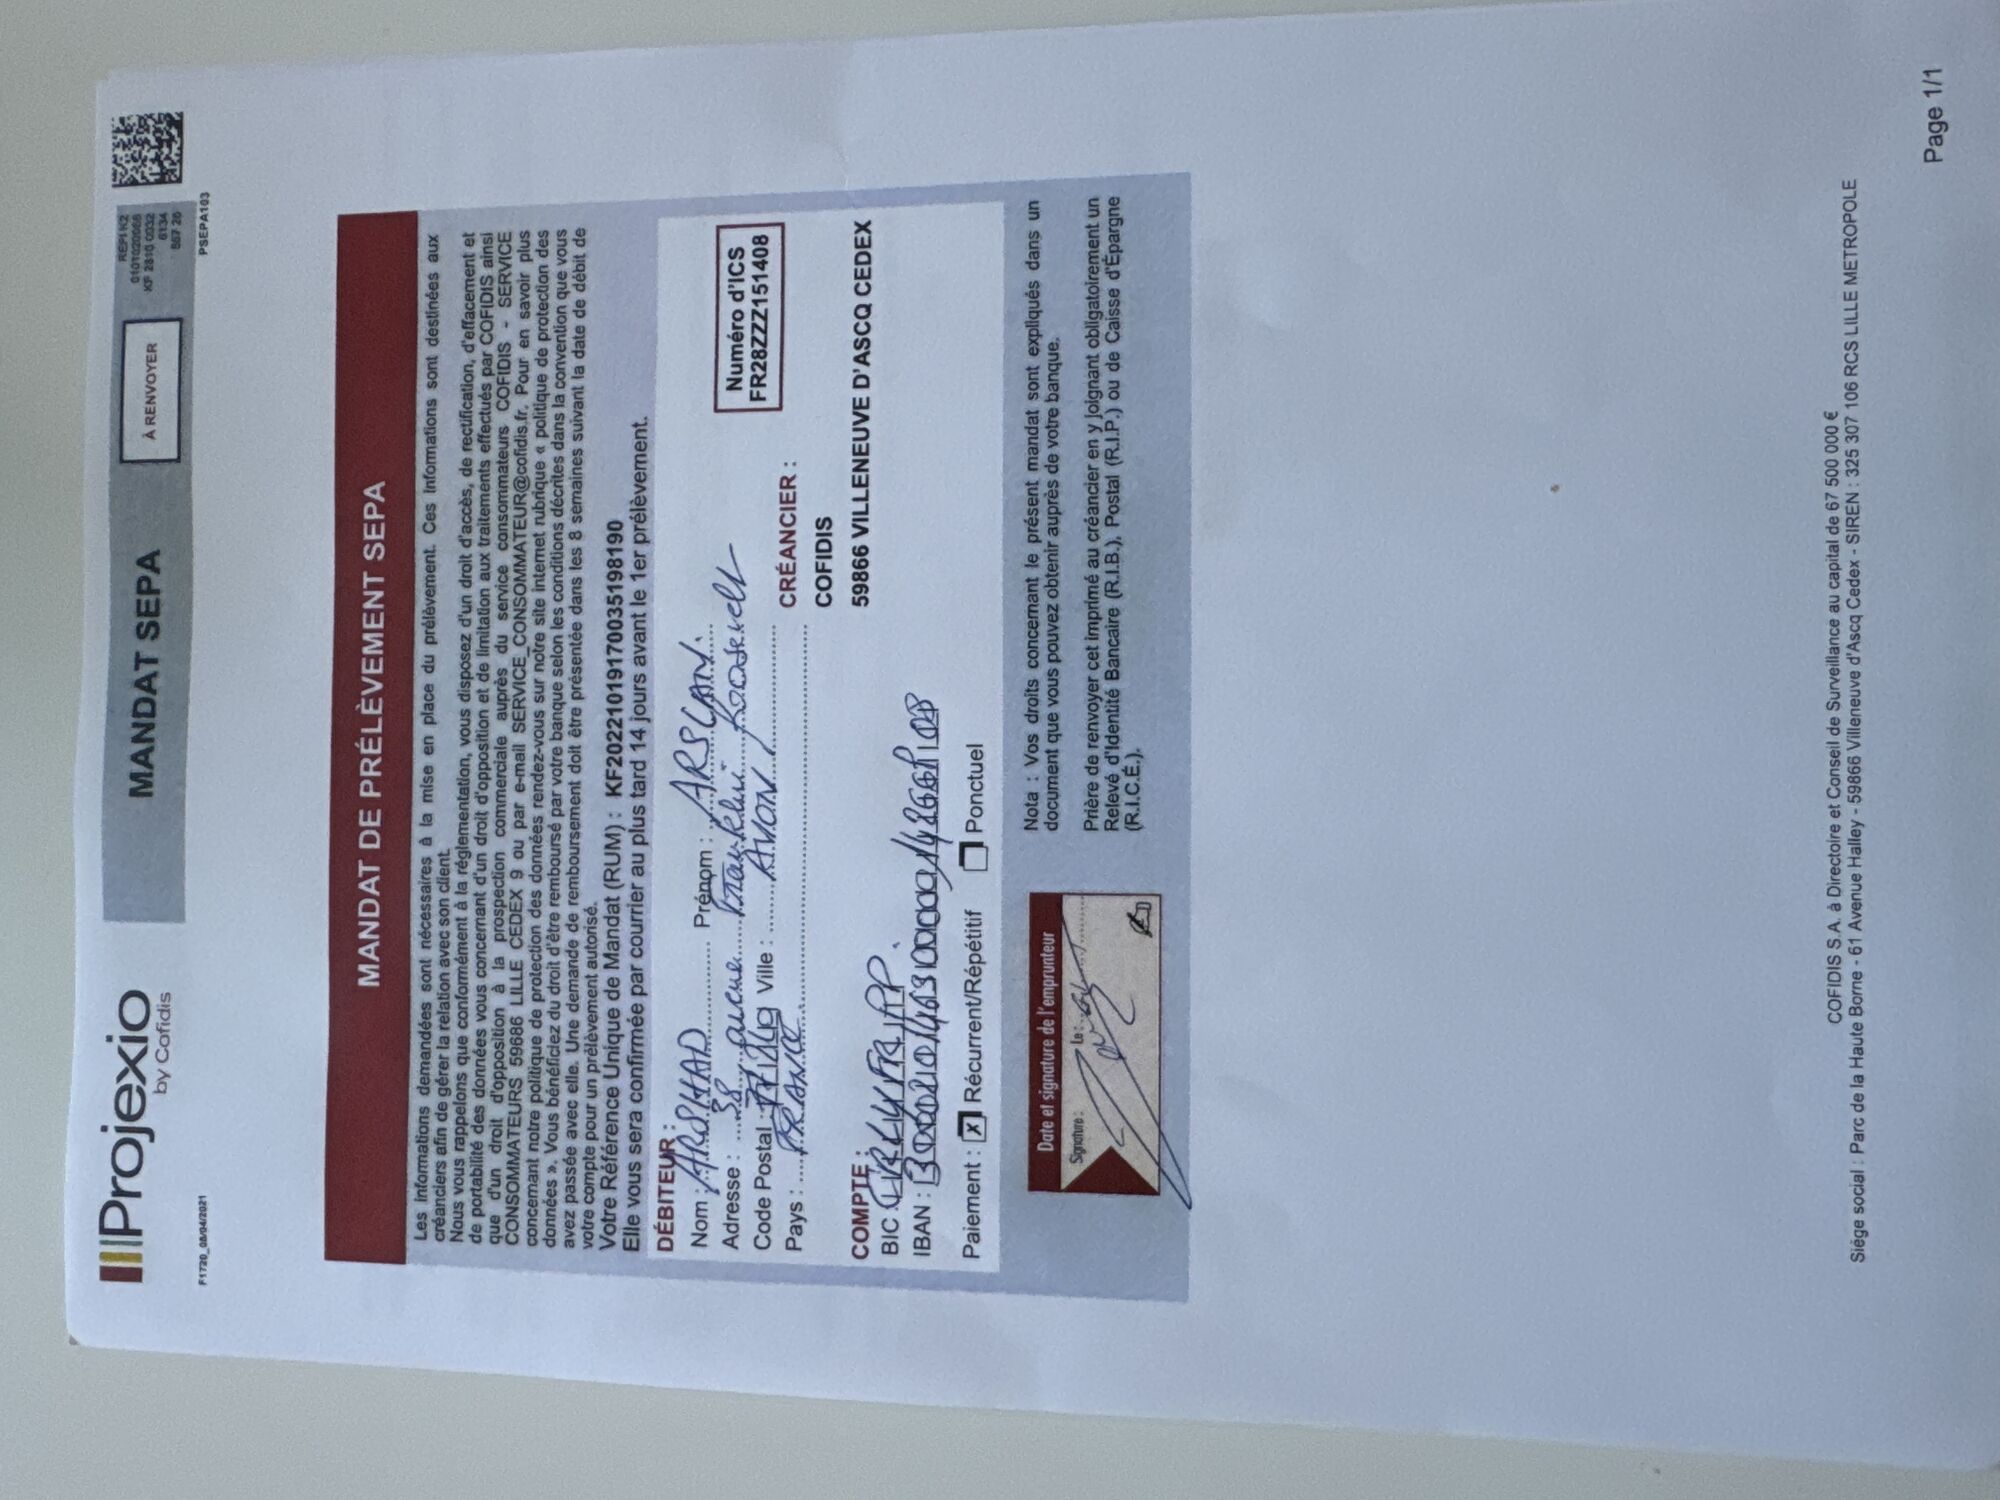 Projexio
by Cofidis
MANDAT SEPA
À RENVOYER
REPI K2
0101020508
KF 2810 0032
6134
867 20
F1720_08/04/2021
PSEPA103
MANDAT DE PRÉLÈVEMENT SEPA
Les informations demandées sont nécessaires à la mise en place du prélèvement. Ces Informations sont destinées aux
créanciers afin de gérer la relation avec son client.
Nous vous rappelons que conformément à la réglementation, vous disposez d'un droit d'accès, de rectification, d'effacement et
de portabilité des données vous concernant d'un droit d'opposition et de limitation aux traitements effectués par COFIDIS ainsi
que d'un droit d'opposition à la prospection commerciale auprès du service consommateurs COFIDIS - SERVICE
CONSOMMATEURS 59686 LILLE CEDEX 9 ou par e-mail SERVICE_CONSOMMATEUR@cofidis.fr. Pour en savoir plus
concernant notre politique de protection des données rendez-vous sur notre site internet rubrique « politique de protection des
données ». Vous bénéficiez du droit d'être remboursé par votre banque selon les conditions décrites dans la convention que vous
avez passée avec elle. Une demande de remboursement doit être présentée dans les 8 semaines suivant la date de débit de
votre compte pour un prélèvement autorisé.
Votre Référence Unique de Mandat (RUM) : KF20221019170035198190
Elle vous sera confirmée par courrier au plus tard 14 jours avant le 1er prélèvement.
DÉBITEUR :
Nom : ARSHAD Prénom : ARSLAN.
Adresse : 38 avenue Franklin Roosevelt
Code Postal : Ville : AVON
Pays : FRANCE
Numéro d'ICS
FR28ZZZ151408
CRÉANCIER :
COFIDIS
59866 VILLENEUVE D'ASCQ CEDEX
COMPTE :
BIC CRLYFRPP.
IBAN :
Paiement : X Récurrent/Répétitif Ponctuel
Date et signature de l'emprunteur
Signature : Le :
Nota : Vos droits concernant le présent mandat sont expliqués dans un
document que vous pouvez obtenir auprès de votre banque.
Prière de renvoyer cet imprimé au créancier en y joignant obligatoirement un
Relevé d'Identité Bancaire (R.I.B.), Postal (R.I.P.) ou de Caisse d'Épargne
(R.I.C.É.).
COFIDIS S.A. à Directoire et Conseil de Surveillance au capital de 67 500 000 €
Siège social : Parc de la Haute Borne - 61 Avenue Halley - 59866 Villeneuve d'Ascq Cedex - SIREN : 325 307 106 RCS LILLE METROPOLE
Page 1/1